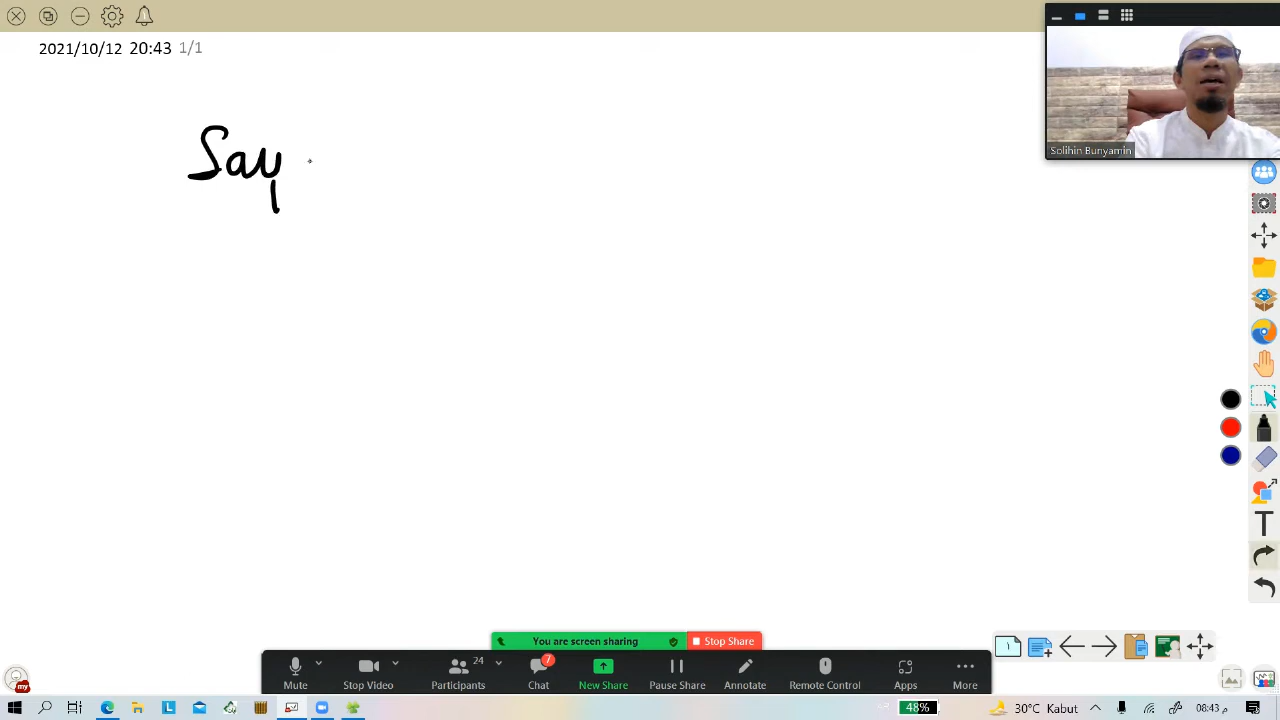 2021/10/12 20:43 1/1
Say
Solihin Bunyamin
You are screen sharing
Stop Share
24
7
Mute
Stop Video
Participants
Chat
New Share
Pause Share
Annotate
Remote Control
Apps
More
T
my
L
48%
30°C Kabut
08:43